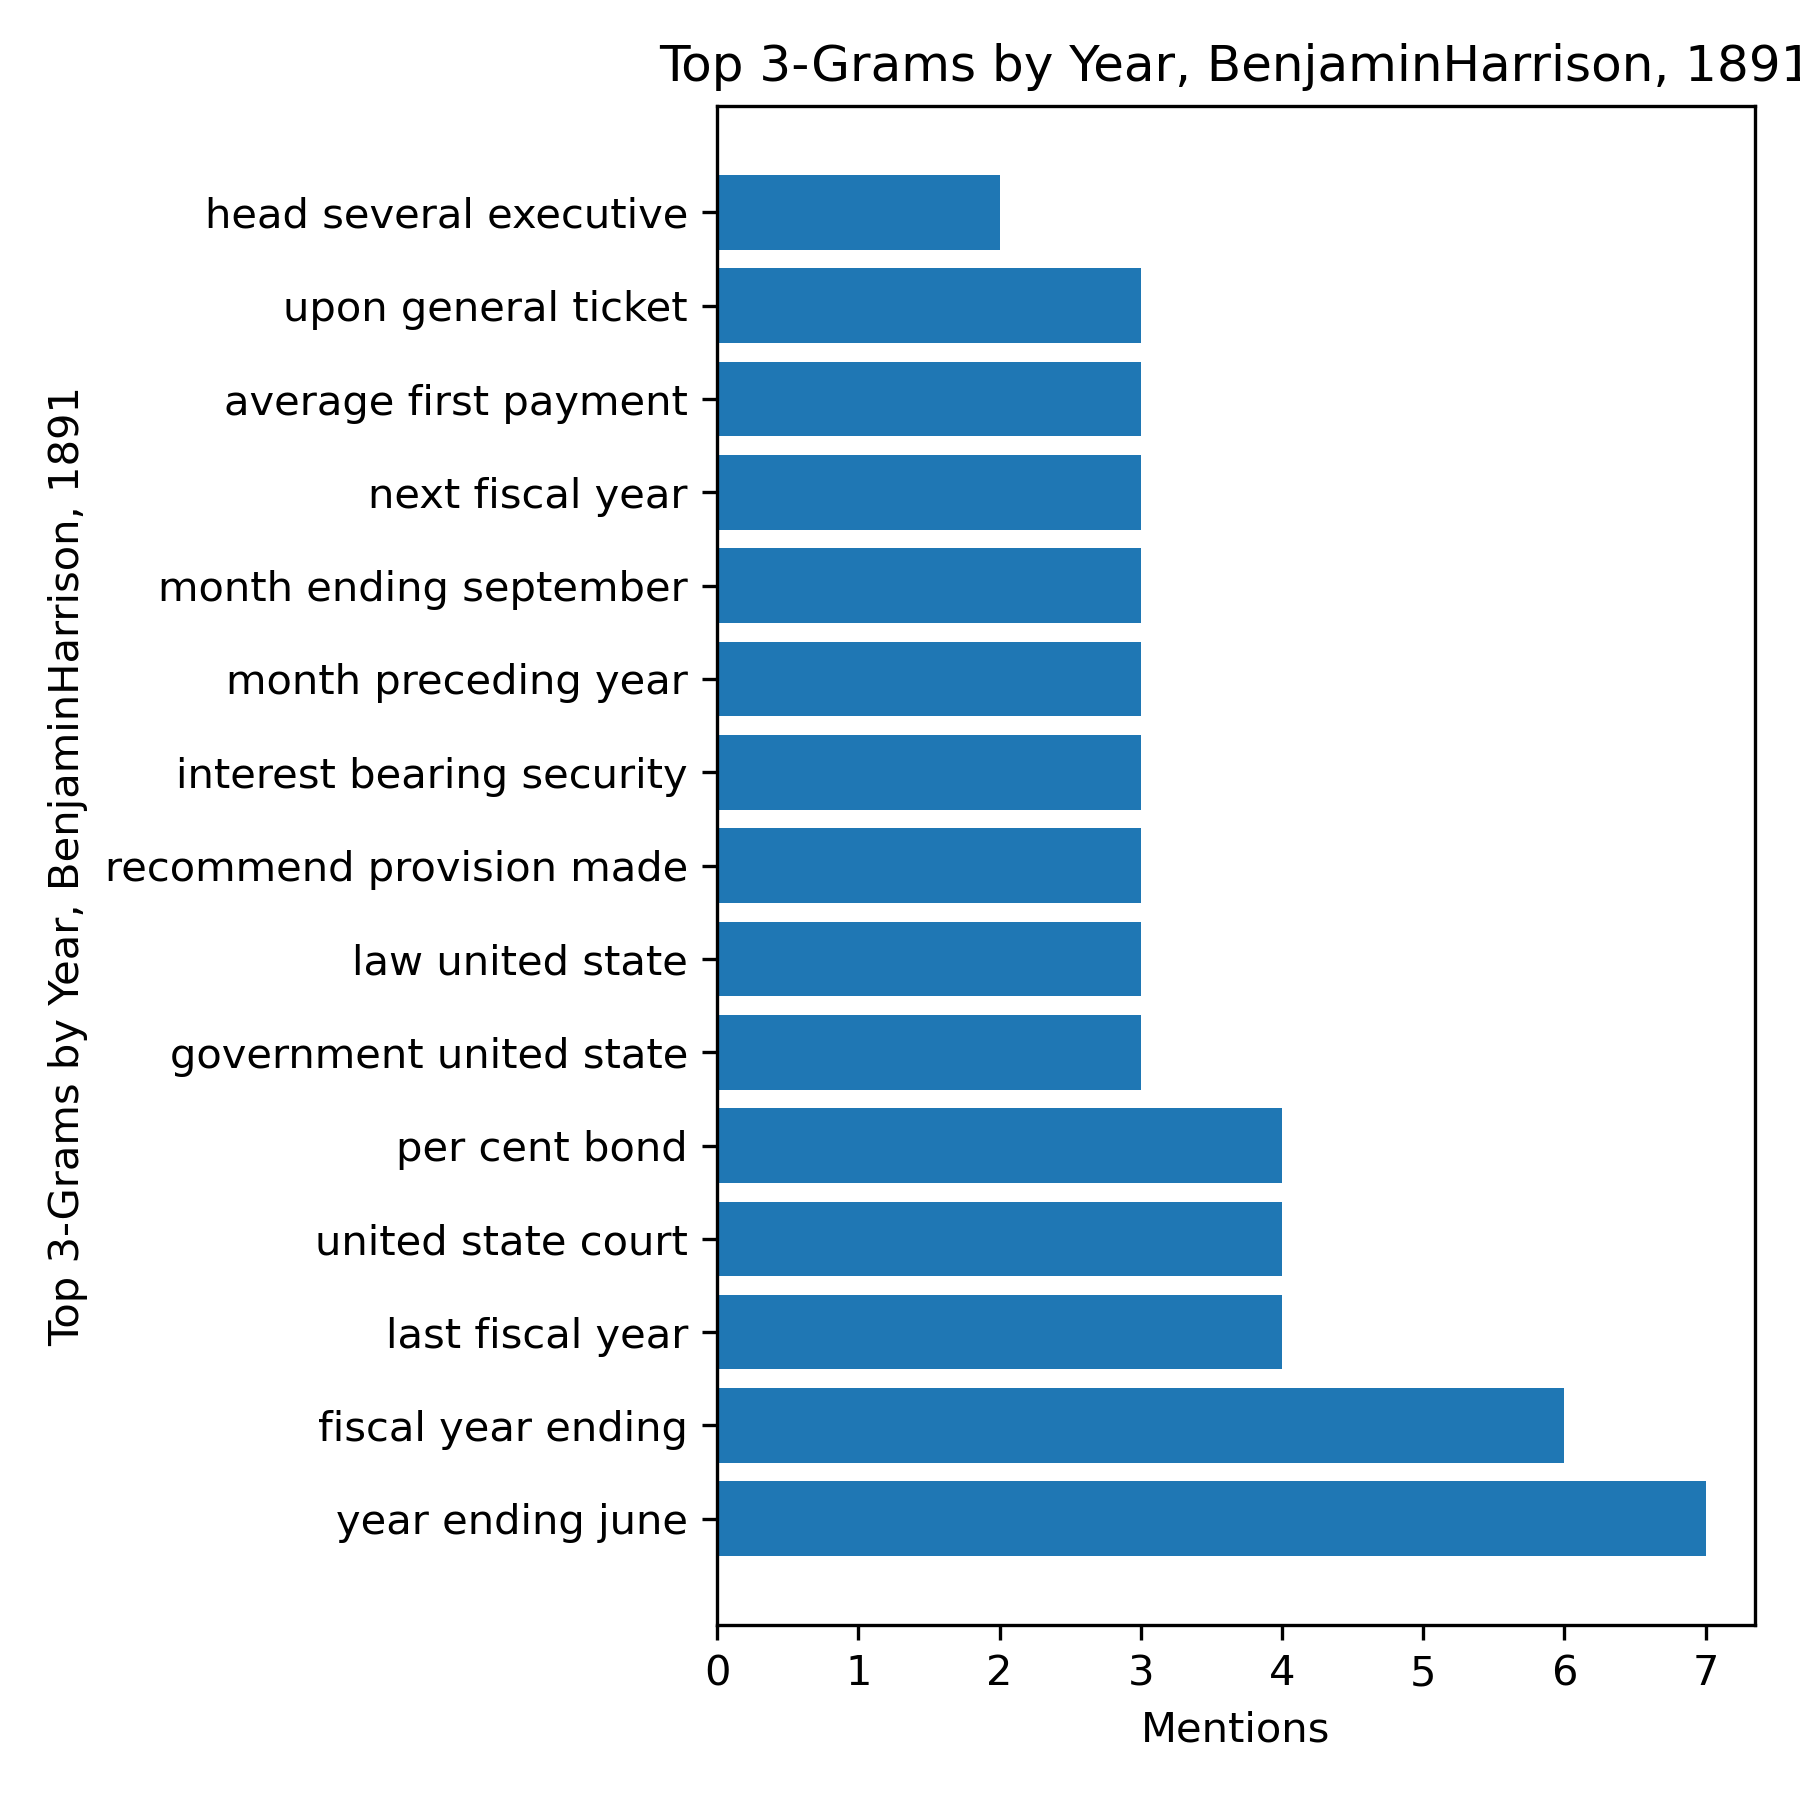 Top 3-Grams by Year, BenjaminHarrison, 1891
Top 3-Grams by Year, BenjaminHarrison, 1891
head several executive
upon general ticket
average first payment
next fiscal year
month ending september
month preceding year
interest bearing security
recommend provision made
law united state
government united state
per cent bond
united state court
last fiscal year
fiscal year ending
year ending june
0 1 2 3 4 5 6 7
Mentions